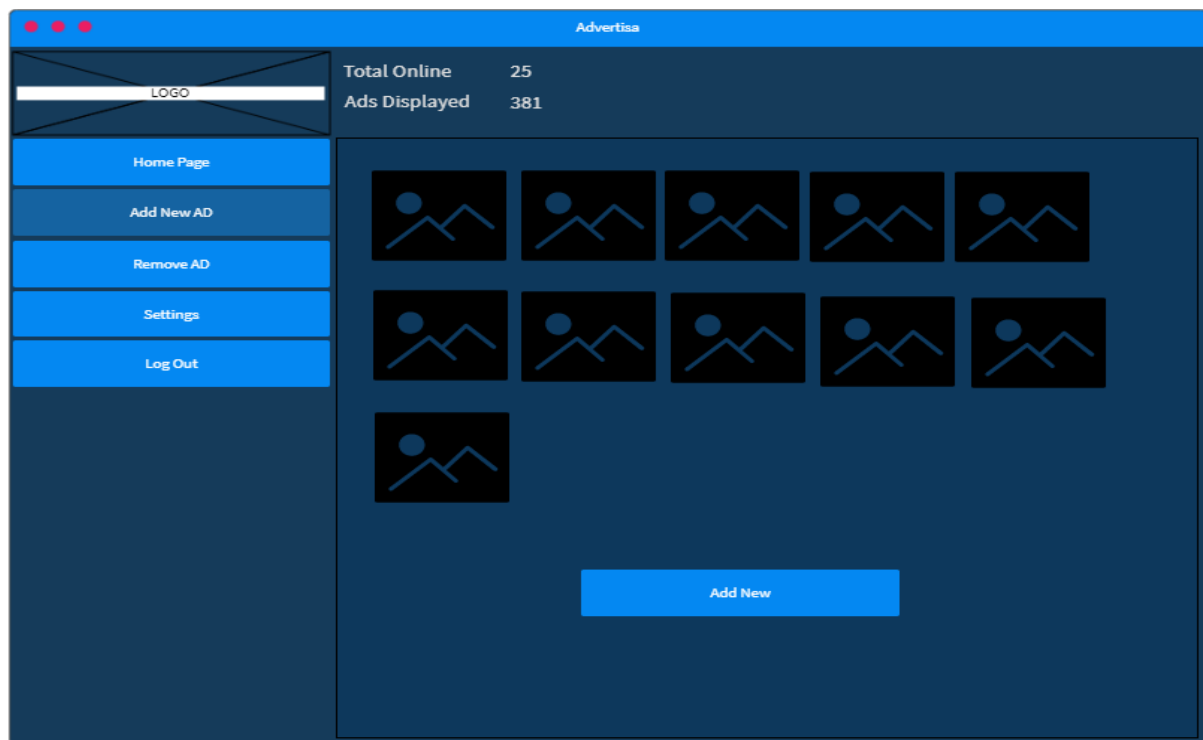 Advertisa
LOGO
Total Online 25
Ads Displayed 381
Home Page
Add New AD
Remove AD
Settings
Log Out
Add New